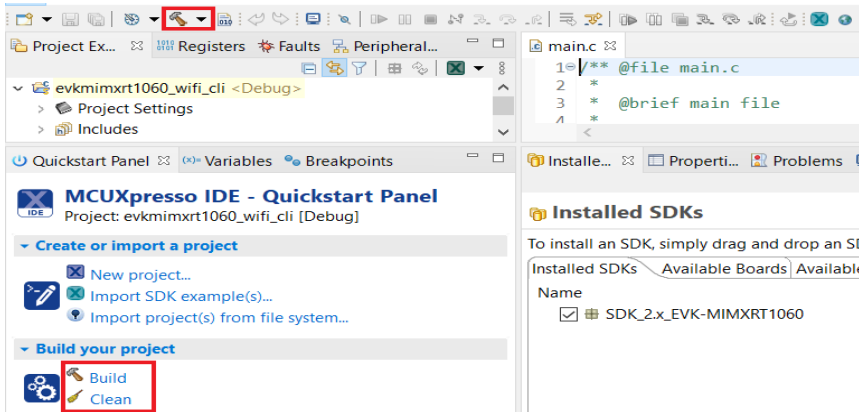 Project Ex... Registers Faults Peripheral...
evkmimxrt1060_wifi_cli <Debug>
Project Settings
Includes
main.c
1 /** @file main.c
2 *
3 * @brief main file
4 *
Quickstart Panel (x)= Variables Breakpoints
IDE
MCUXpresso IDE - Quickstart Panel
Project: evkmimxrt1060_wifi_cli [Debug]
Create or import a project
New project...
Import SDK example(s)...
Import project(s) from file system...
Build your project
Build
Clean
Installe... Properti... Problems
Installed SDKs
To install an SDK, simply drag and drop an SD
Installed SDKs Available Boards Available
Name
SDK_2.x_EVK-MIMXRT1060